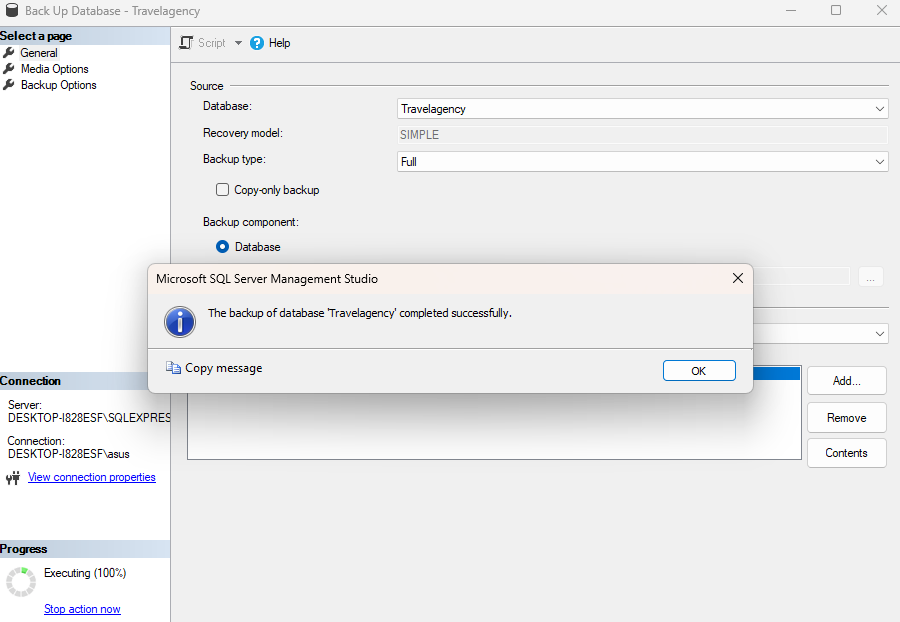 Back Up Database - Travelagency
Select a page
General
Media Options
Backup Options
Script
Help
Source
Database:
Travelagency
Recovery model:
SIMPLE
Backup type:
Full
Copy-only backup
Backup component:
Database
...
Microsoft SQL Server Management Studio
The backup of database 'Travelagency' completed successfully.
Copy message
OK
Add...
Remove
Contents
Connection
Server:
DESKTOP-I828ESF\SQLEXPRES
Connection:
DESKTOP-I828ESF\asus
View connection properties
Progress
Executing (100%)
Stop action now